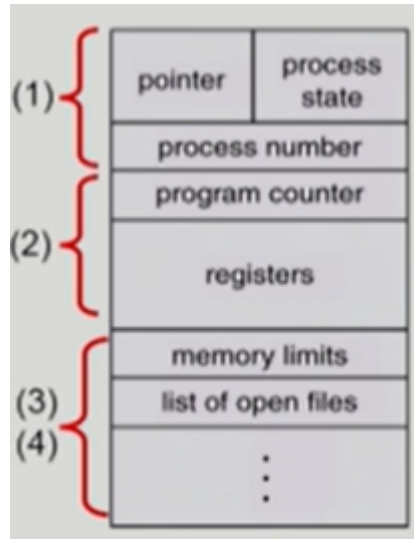 (1)
pointer
process
state
process number
(2)
program counter
registers
(3)
(4)
memory limits
list of open files